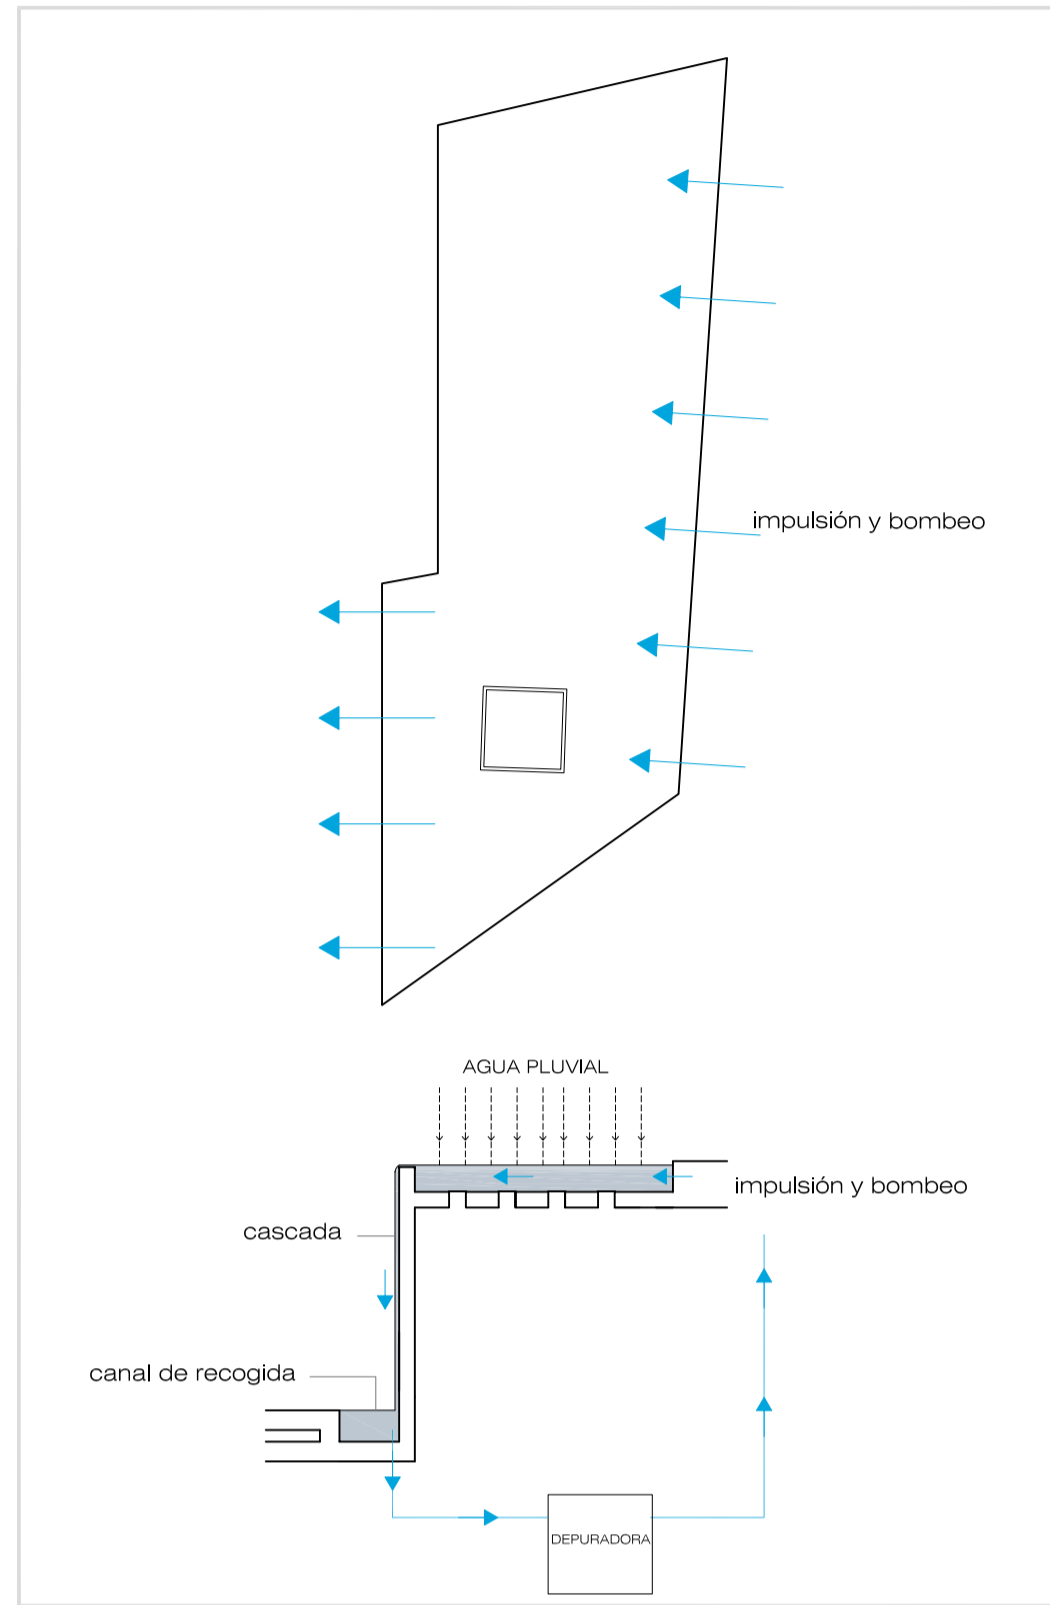 impulsión y bombeo
AGUA PLUVIAL
impulsión y bombeo
cascada
canal de recogida
DEPURADORA